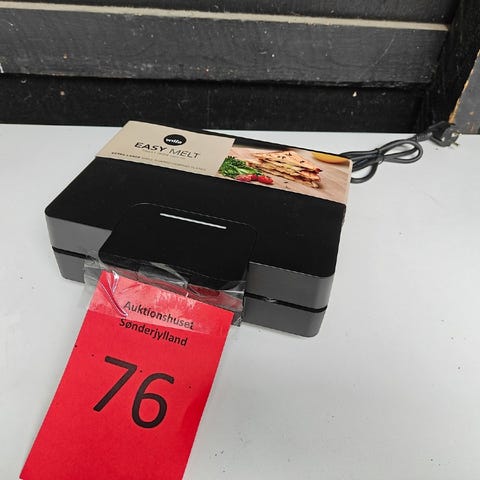 wilfa
EASY MELT
Auktionshuset
Sønderjylland
76